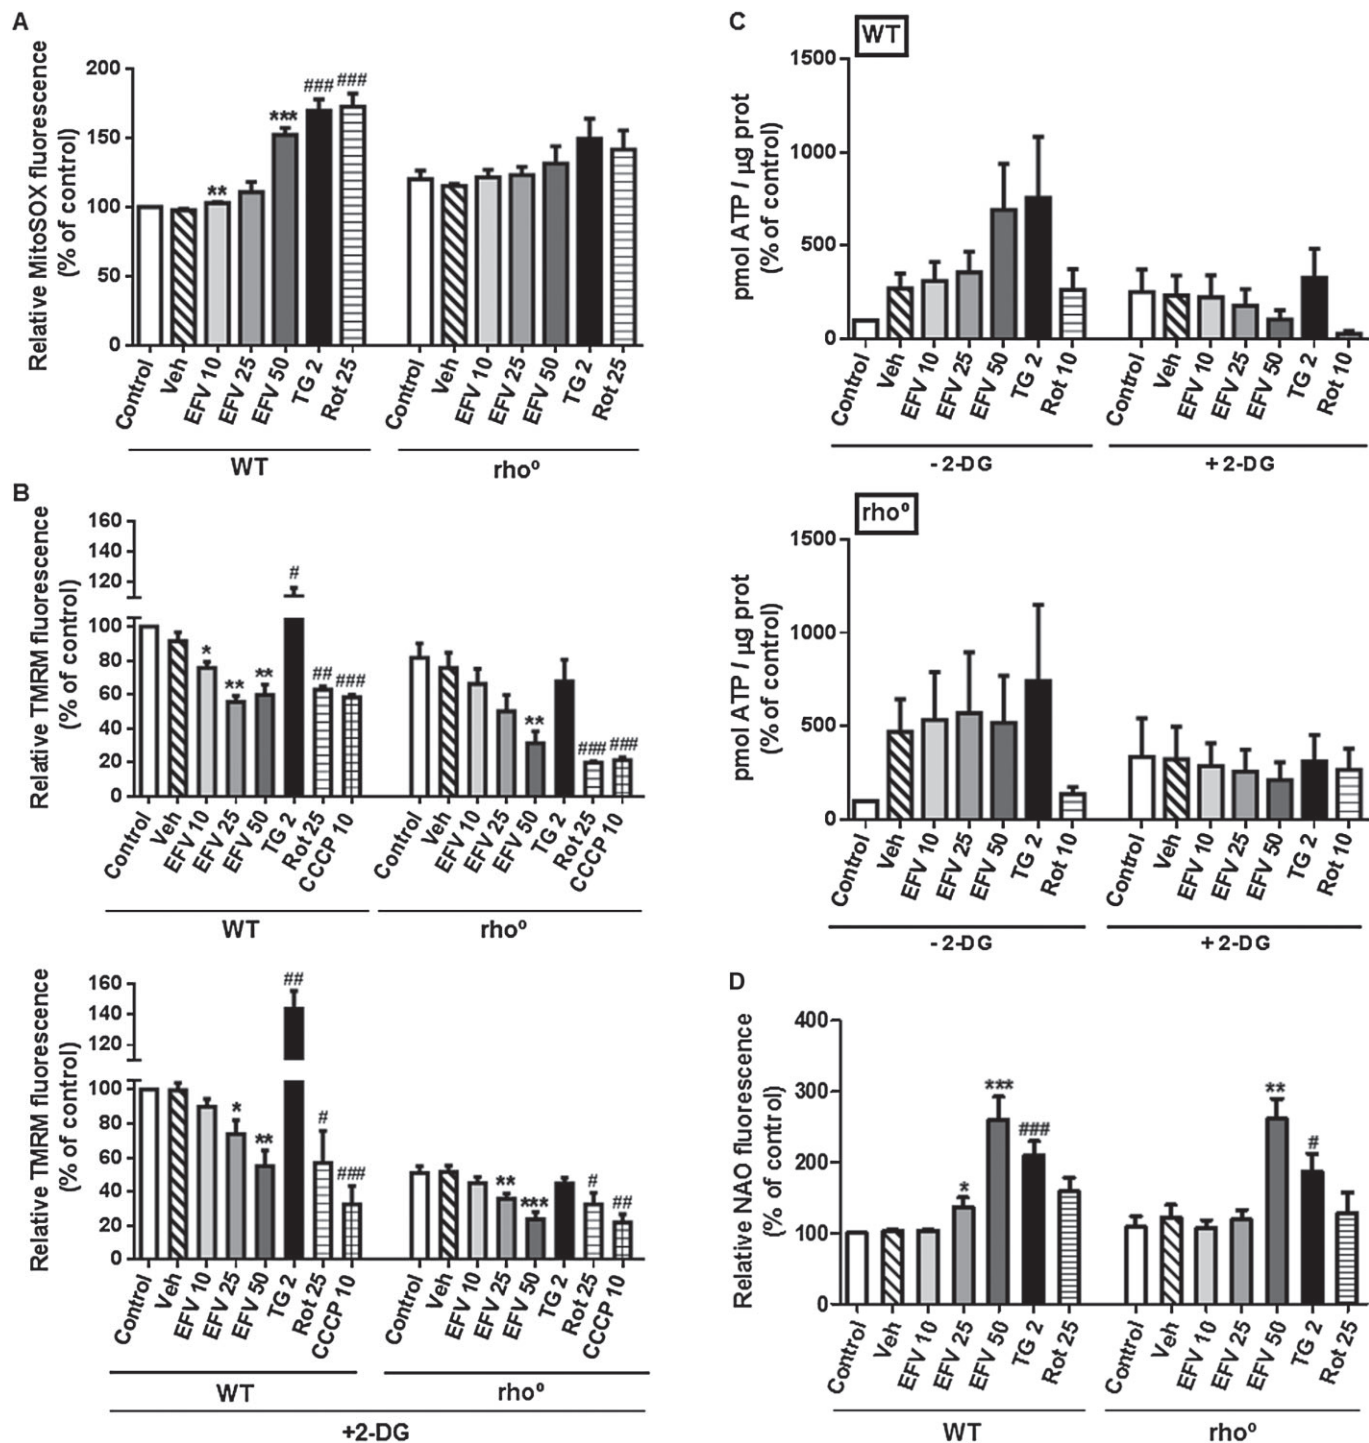 A
Relative MitoSOX fluorescence
(% of control)
200
150
100
50
0
** *** ### ###
Control Veh EFV 10 EFV 25 EFV 50 TG 2 Rot 25
Control Veh EFV 10 EFV 25 EFV 50 TG 2 Rot 25
WT rhoº
B
Relative TMRM fluorescence
(% of control)
160
140
120
100
80
60
40
20
0
* ** ** # ## ###
** ### ###
Control Veh EFV 10 EFV 25 EFV 50 TG 2 Rot 25 CCCP 10
Control Veh EFV 10 EFV 25 EFV 50 TG 2 Rot 25 CCCP 10
WT rhoº
Relative TMRM fluorescence
(% of control)
160
140
120
100
80
60
40
20
0
* ** ## # ###
** *** # ##
Control Veh EFV 10 EFV 25 EFV 50 TG 2 Rot 25 CCCP 10
Control Veh EFV 10 EFV 25 EFV 50 TG 2 Rot 25 CCCP 10
WT rhoº
+2-DG
C
WT
pmol ATP / µg prot
(% of control)
1500
1000
500
0
Control Veh EFV 10 EFV 25 EFV 50 TG 2 Rot 10
Control Veh EFV 10 EFV 25 EFV 50 TG 2 Rot 10
- 2-DG + 2-DG
rhoº
pmol ATP / µg prot
(% of control)
1500
1000
500
0
Control Veh EFV 10 EFV 25 EFV 50 TG 2 Rot 10
Control Veh EFV 10 EFV 25 EFV 50 TG 2 Rot 10
- 2-DG + 2-DG
D
Relative NAO fluorescence
(% of control)
400
300
200
100
0
* *** ###
** #
Control Veh EFV 10 EFV 25 EFV 50 TG 2 Rot 25
Control Veh EFV 10 EFV 25 EFV 50 TG 2 Rot 25
WT rhoº